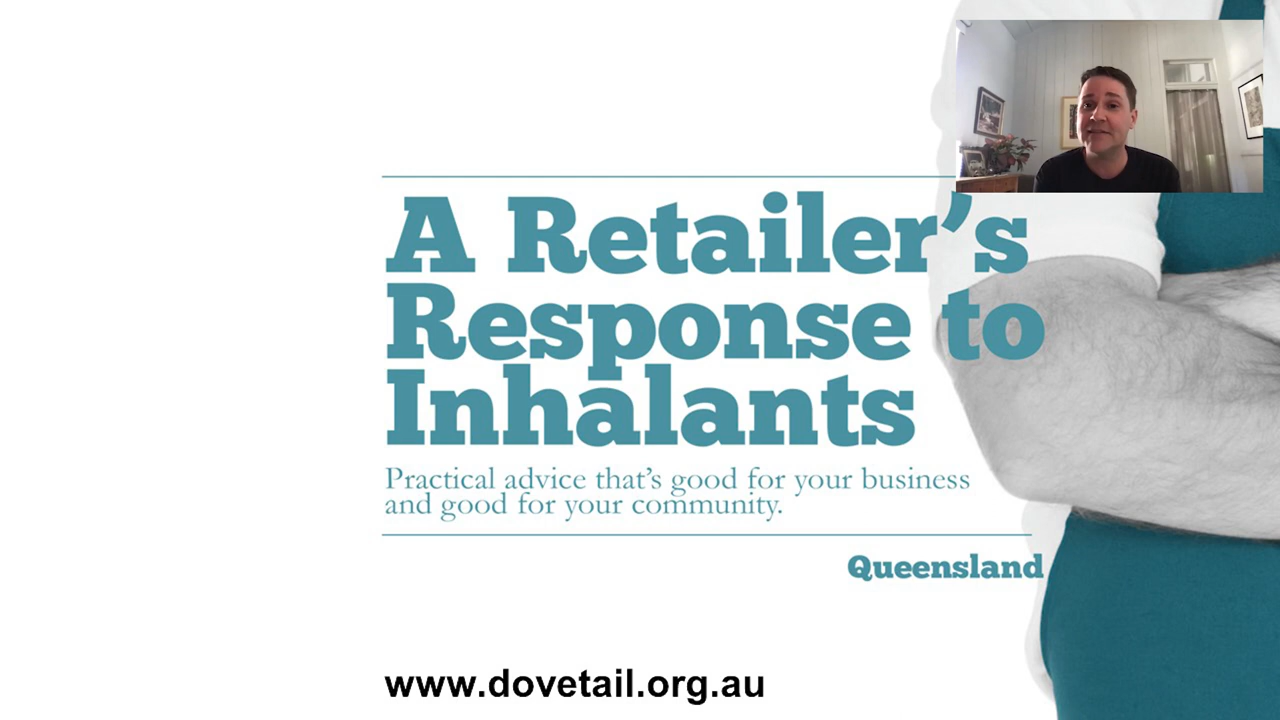 A Retailer's
Response to
Inhalants
Practical advice that's good for your business
and good for your community.
Queensland
www.dovetail.org.au